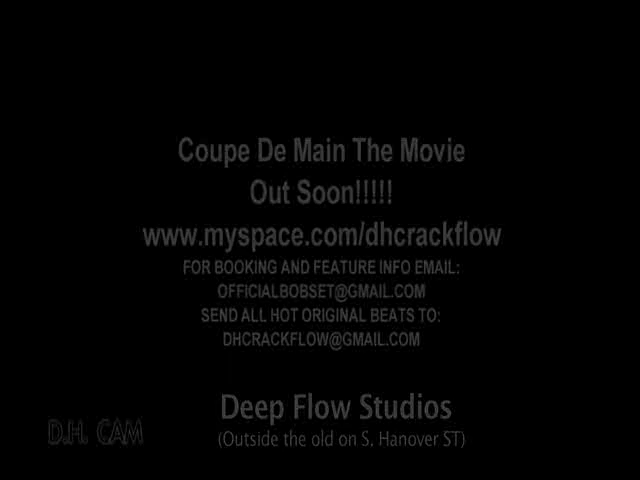 Coupe De Main The Movie
Out Soon!!!!!
www.myspace.com/dhcrackflow
FOR BOOKING AND FEATURE INFO EMAIL:
OFFICIALBOBSET@GMAIL.COM
SEND ALL HOT ORIGINAL BEATS TO:
DHCRACKFLOW@GMAIL.COM
Deep Flow Studios
D.H. CAM
(Outside the old on S. Hanover ST)